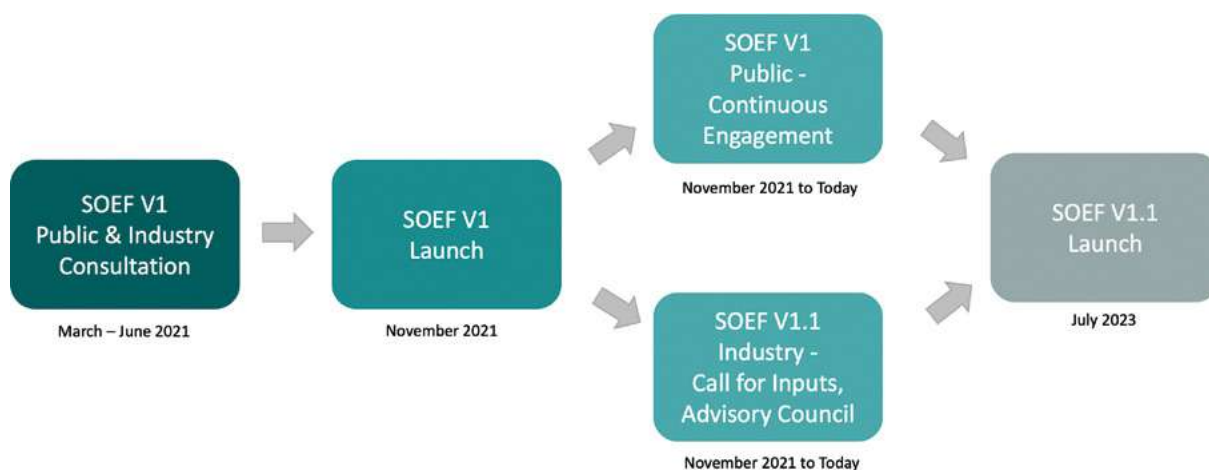 SOEF V1
Public & Industry
Consultation
March – June 2021
SOEF V1
Launch
November 2021
SOEF V1
Public -
Continuous
Engagement
November 2021 to Today
SOEF V1.1
Industry -
Call for Inputs,
Advisory Council
November 2021 to Today
SOEF V1.1
Launch
July 2023